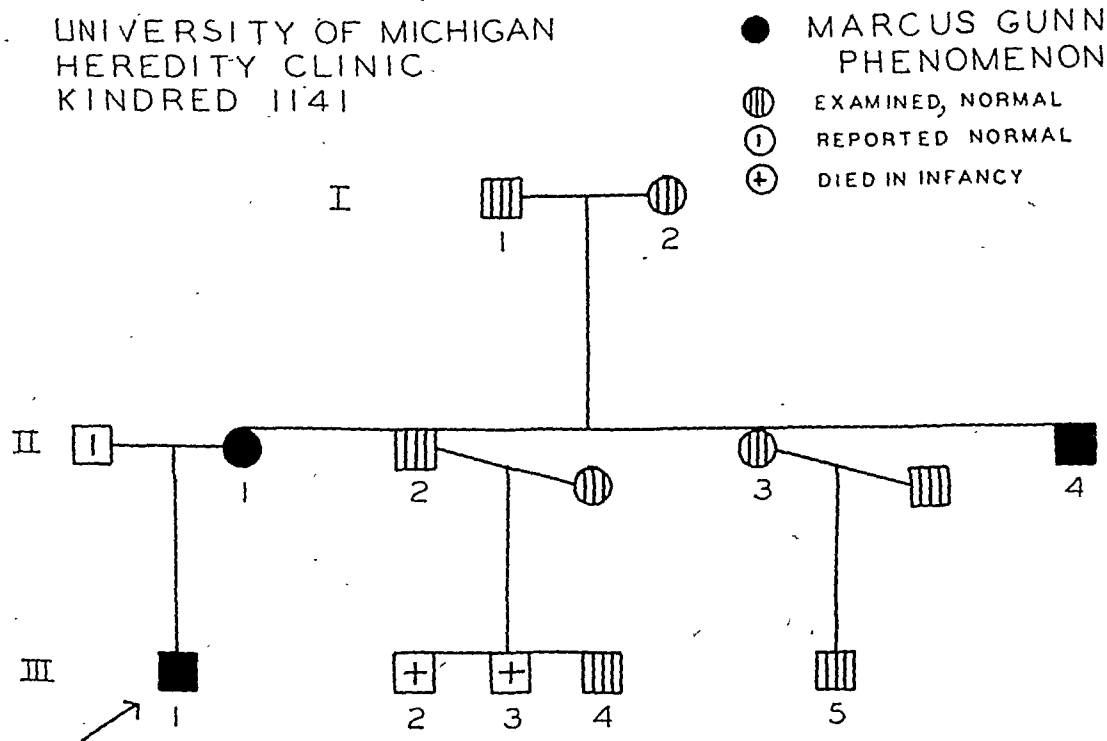 UNIVERSITY OF MICHIGAN
HEREDITY CLINIC
KINDRED 1141
MARCUS GUNN
PHENOMENON
EXAMINED, NORMAL
I REPORTED NORMAL
+ DIED IN INFANCY
I
1 2
II I
1 2 3 4
III + +
1 2 3 4 5